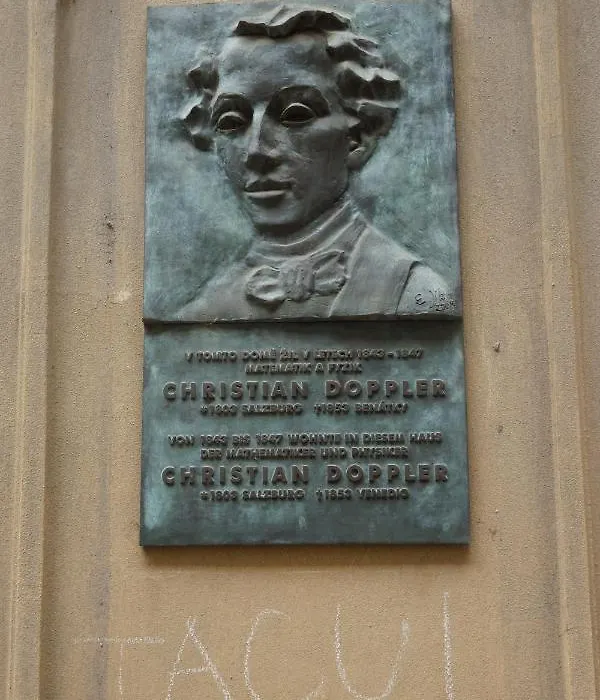 V TOMTO DOMĚ ŽIL V LETECH 1843 - 1847
MATEMATIK A FYZIK
CHRISTIAN DOPPLER
*1803 SALZBURG †1853 BENÁTKY
VON 1843 BIS 1847 WOHNTE IN DIESEM HAUS
DER MATHEMATIKER UND PHYSIKER
CHRISTIAN DOPPLER
*1803 SALZBURG †1853 VENEDIG